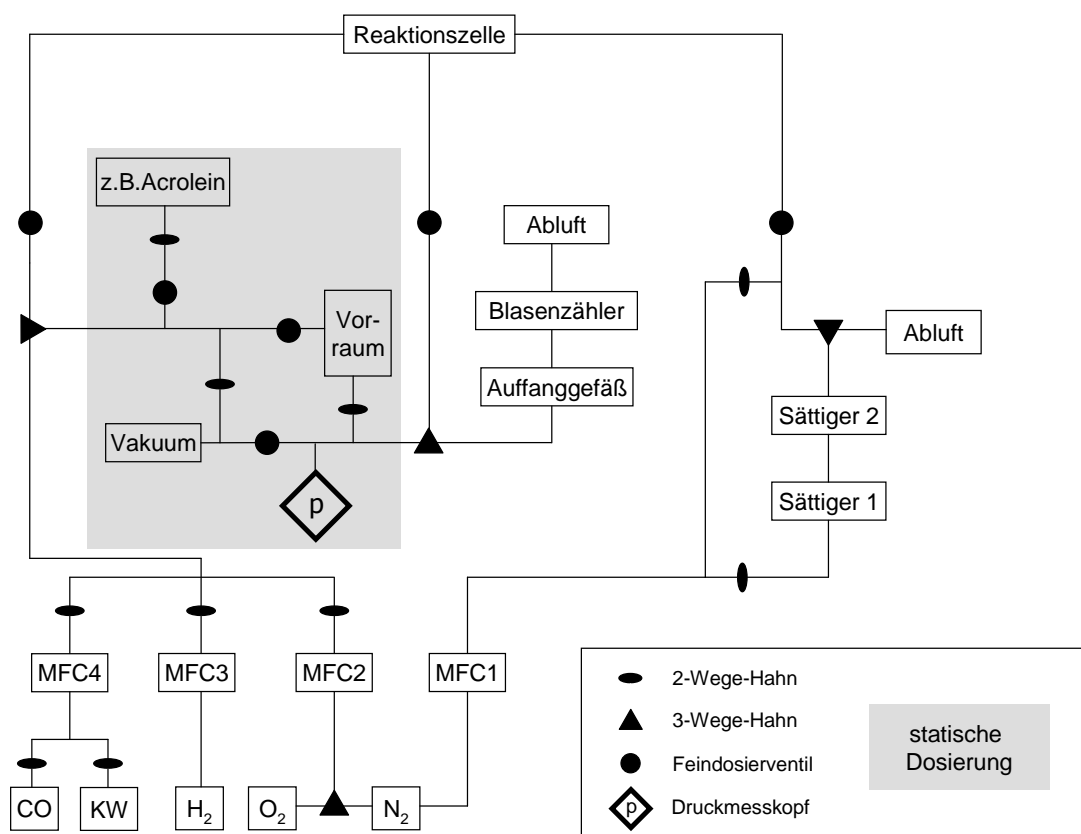 Reaktionszelle
z.B.Acrolein
Abluft
Blasenzähler
Vor-
raum
Abluft
Auffanggefäß
Sättiger 2
Vakuum
Sättiger 1
p
MFC4
MFC3
MFC2
MFC1
2-Wege-Hahn
3-Wege-Hahn
statische
Dosierung
Feindosierventil
CO
KW
H₂
O₂
N₂
p
Druckmesskopf